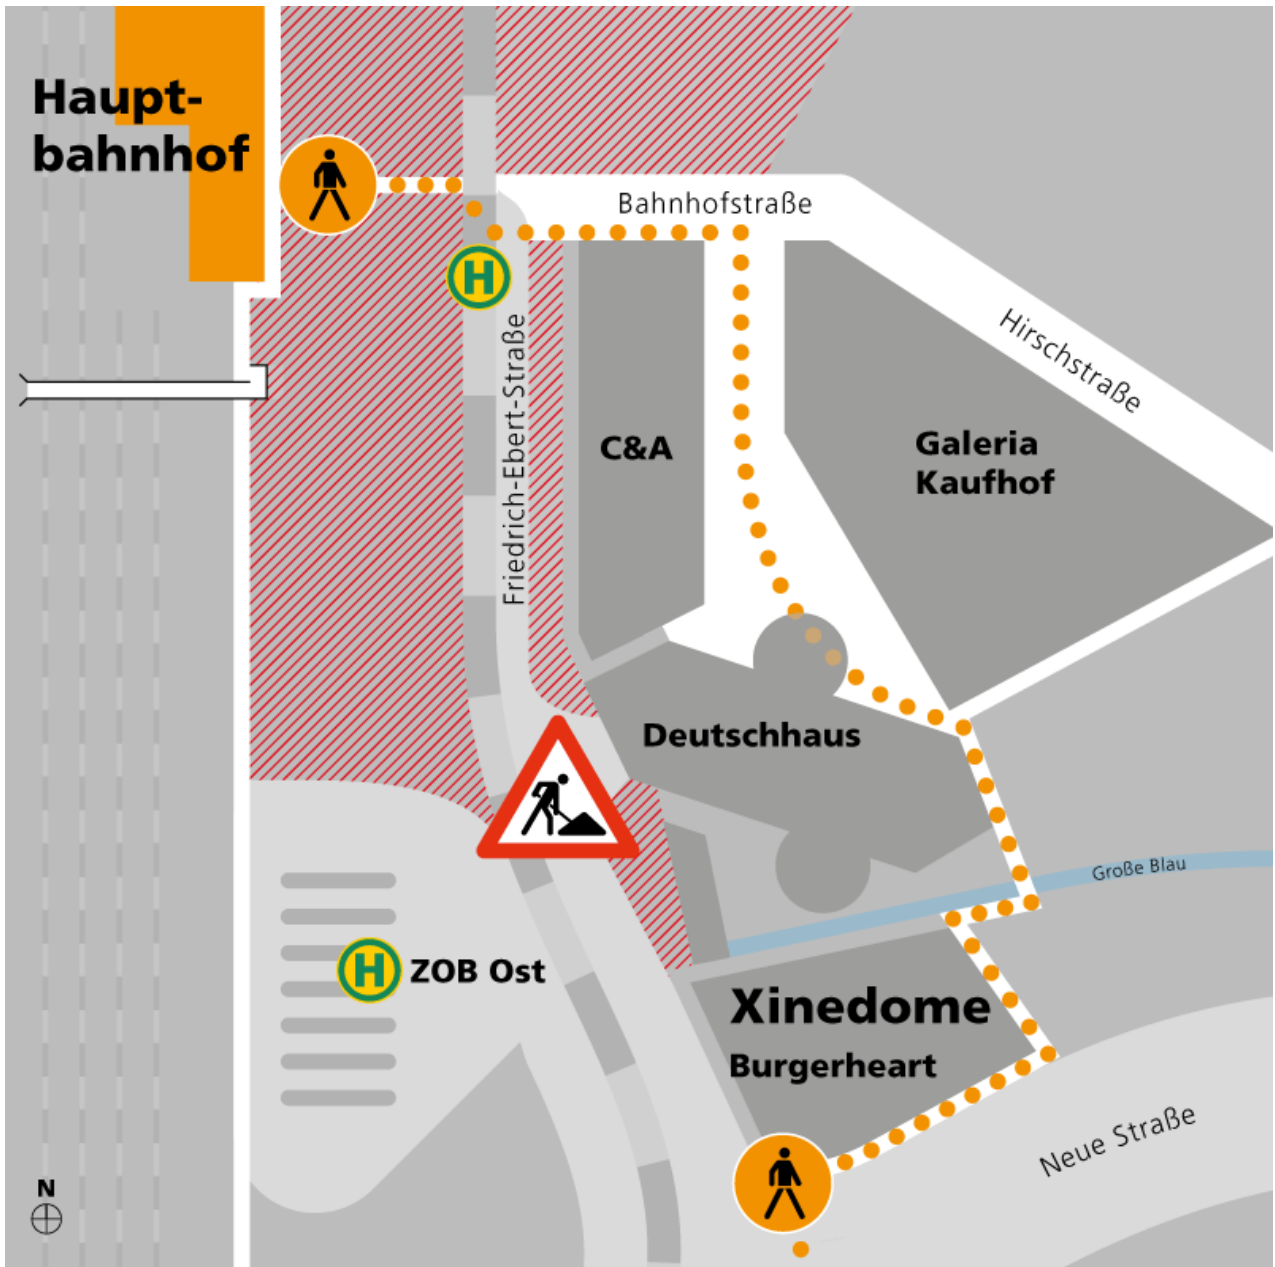 Haupt-
bahnhof
Bahnhofstraße
H
Hirschstraße
Friedrich-Ebert-Straße
C&A
Galeria
Kaufhof
Deutschhaus
Große Blau
H ZOB Ost
Xinedome
Burgerheart
Neue Straße
N